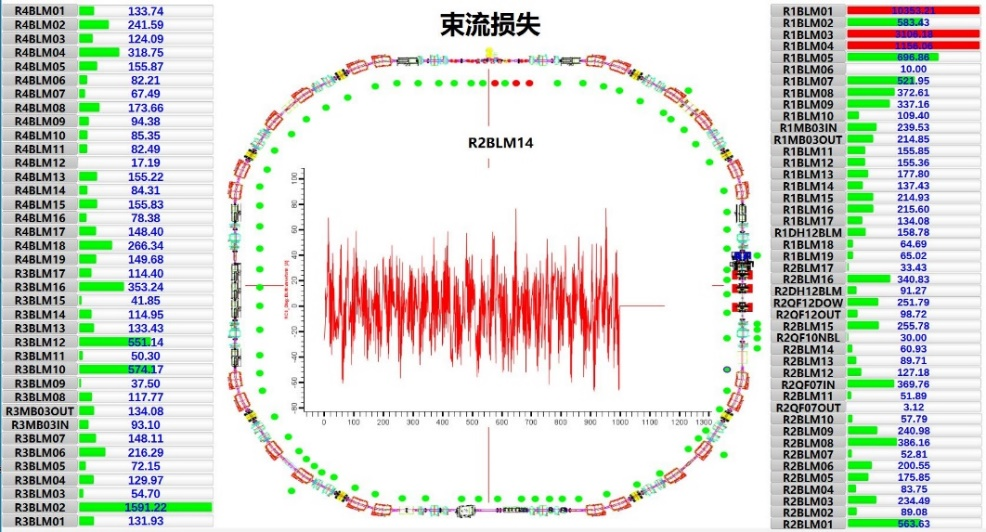 束流损失
R4BLM01 133.74
R4BLM02 241.59
R4BLM03 124.09
R4BLM04 318.75
R4BLM05 155.87
R4BLM06 82.21
R4BLM07 67.49
R4BLM08 173.66
R4BLM09 94.38
R4BLM10 85.35
R4BLM11 82.49
R4BLM12 17.19
R4BLM13 155.22
R4BLM14 84.31
R4BLM15 155.83
R4BLM16 78.38
R4BLM17 148.40
R4BLM18 266.34
R4BLM19 149.68
R3BLM17 114.40
R3BLM16 353.24
R3BLM15 41.85
R3BLM14 114.95
R3BLM13 133.43
R3BLM12 551.14
R3BLM11 50.30
R3BLM10 574.17
R3BLM09 37.50
R3BLM08 117.77
R3MB03OUT 134.08
R3MB03IN 93.10
R3BLM07 148.11
R3BLM06 216.29
R3BLM05 72.15
R3BLM04 129.97
R3BLM03 54.70
R3BLM02 1591.22
R3BLM01 131.93
R2BLM14
100
80
60
40
20
0
-20
-40
-60
-80
0 100 200 300 400 500 600 700 800 900 1000 1100 1200 1300
R1BLM01 10353.21
R1BLM02 583.43
R1BLM03 3106.18
R1BLM04 1156.06
R1BLM05 696.86
R1BLM06 10.00
R1BLM07 521.95
R1BLM08 372.61
R1BLM09 337.16
R1BLM10 109.40
R1MB03IN 239.53
R1MB03OUT 214.85
R1BLM11 155.85
R1BLM12 155.36
R1BLM13 177.80
R1BLM14 137.43
R1BLM15 214.93
R1BLM16 215.60
R1BLM17 134.08
R1DH12BLM 158.78
R1BLM18 64.69
R1BLM19 65.02
R2BLM17 33.43
R2BLM16 340.83
R2DH12BLM 91.27
R2QF12DOW 251.79
R2QF12OUT 98.72
R2BLM15 255.78
R2QF10NBL 30.00
R2BLM14 60.93
R2BLM13 89.71
R2BLM12 127.18
R2QF07IN 369.76
R2BLM11 51.89
R2QF07OUT 3.12
R2BLM10 57.79
R2BLM09 240.98
R2BLM08 386.16
R2BLM07 52.81
R2BLM06 200.55
R2BLM05 175.85
R2BLM04 83.75
R2BLM03 234.49
R2BLM02 89.08
R2BLM01 563.63